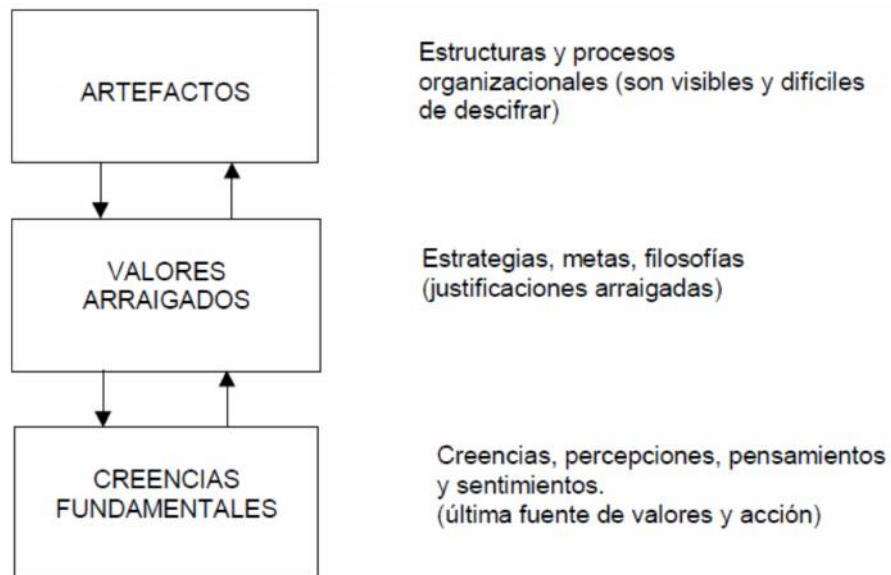 ARTEFACTOS
Estructuras y procesos
organizacionales (son visibles y difíciles
de descifrar)
VALORES
ARRAIGADOS
Estrategias, metas, filosofías
(justificaciones arraigadas)
CREENCIAS
FUNDAMENTALES
Creencias, percepciones, pensamientos
y sentimientos.
(última fuente de valores y acción)